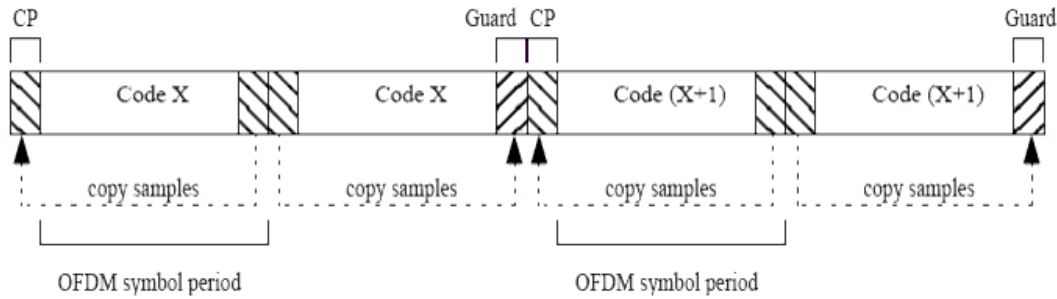 CP Guard CP Guard
Code X Code X Code (X+1) Code (X+1)
copy samples copy samples copy samples copy samples
OFDM symbol period OFDM symbol period